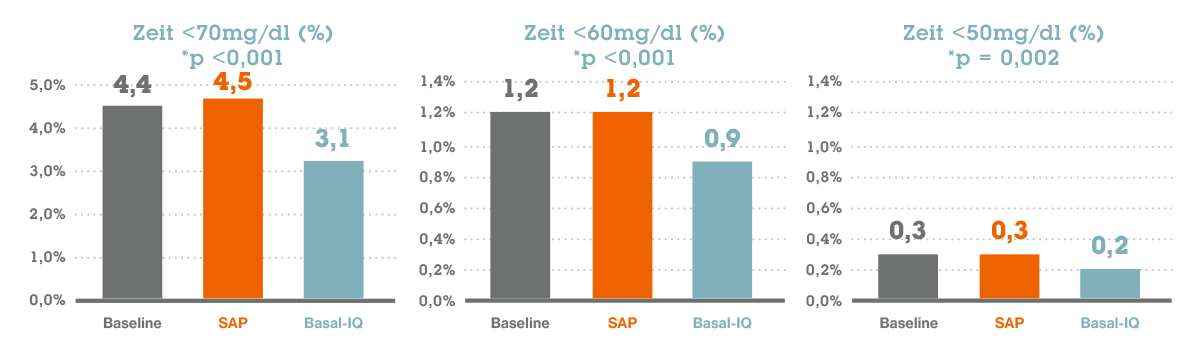 Zeit <70mg/dl (%)
*p <0,001
5,0%
4,0%
3,0%
2,0%
1,0%
0,0%
4,4
4,5
3,1
Baseline
SAP
Basal-IQ
Zeit <60mg/dl (%)
*p <0,001
1,4%
1,2%
1,0%
0,8%
0,6%
0,4%
0,2%
0,0%
1,2
1,2
0,9
Baseline
SAP
Basal-IQ
Zeit <50mg/dl (%)
*p = 0,002
1,4%
1,2%
1,0%
0,8%
0,6%
0,4%
0,2%
0,0%
0,3
0,3
0,2
Baseline
SAP
Basal-IQ